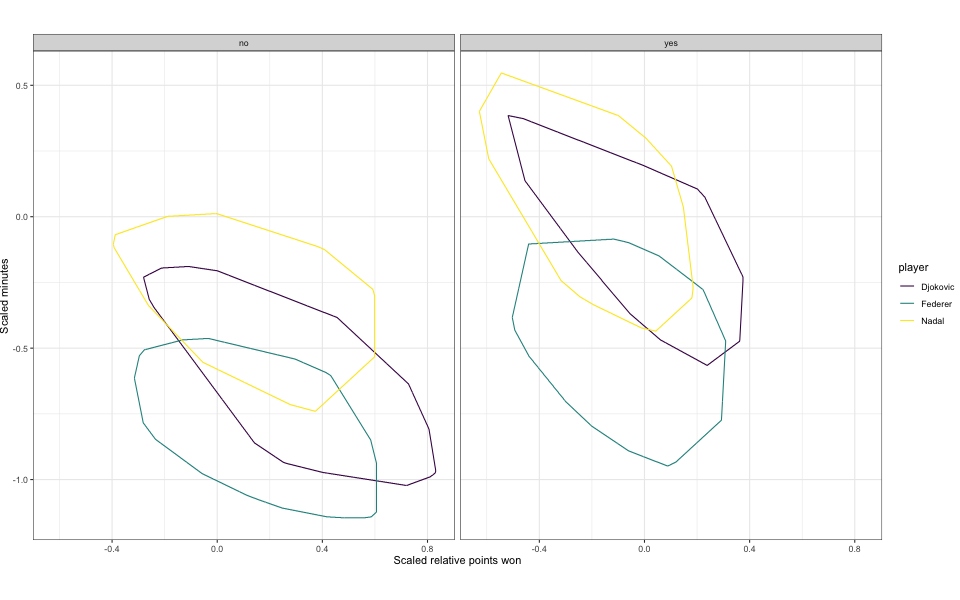 no
yes
0.5
0.0
-0.5
-1.0
Scaled minutes
-0.4
0.0
0.4
0.8
-0.4
0.0
0.4
0.8
Scaled relative points won
player
Djokovic
Federer
Nadal